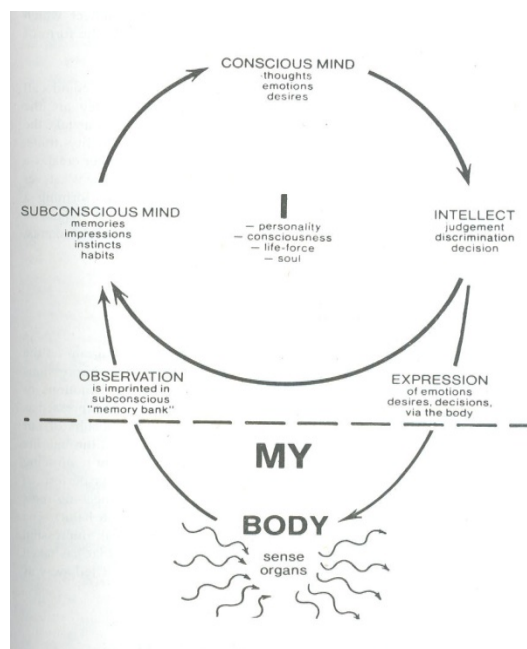 CONSCIOUS MIND
thoughts
emotions
desires
SUBCONSCIOUS MIND
memories
impressions
instincts
habits
I
– personality
– consciousness
– life-force
– soul
INTELLECT
judgement
discrimination
decision
OBSERVATION
is imprinted in
subconscious
"memory bank"
EXPRESSION
of emotions
desires, decisions,
via the body
MY
BODY
sense
organs